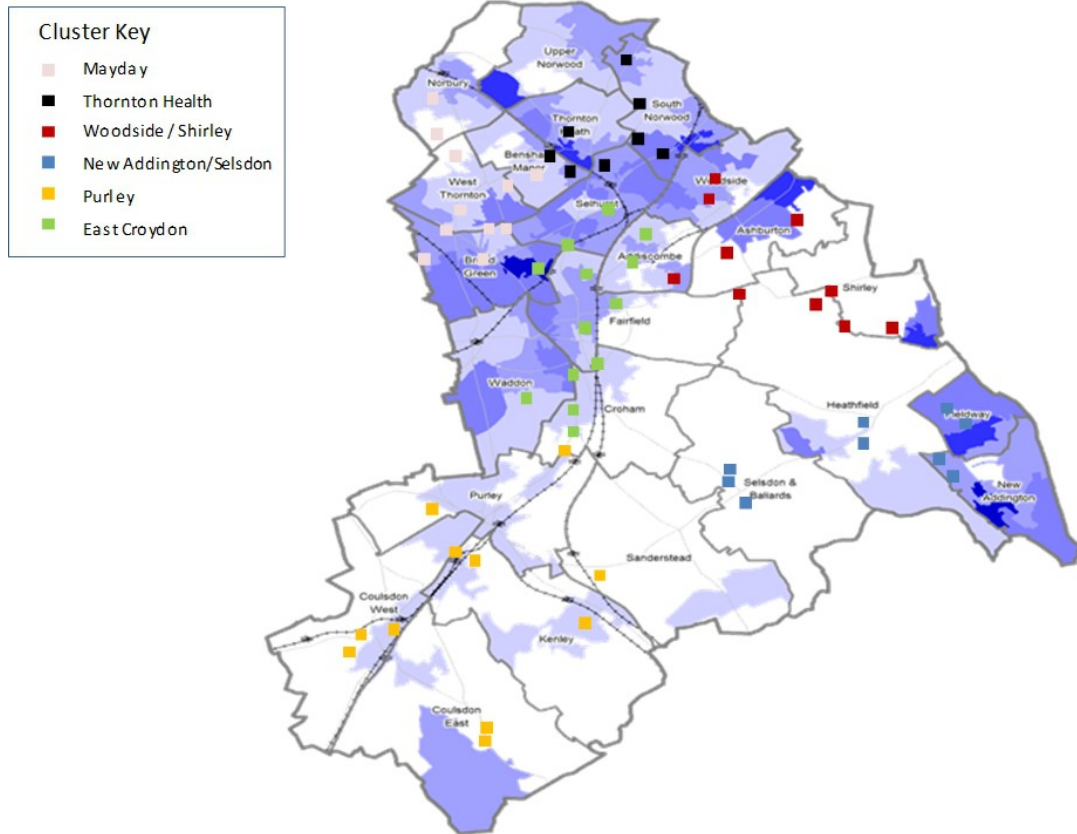 Cluster Key
Mayday
Thornton Health
Woodside / Shirley
New Addington/Selsdon
Purley
East Croydon
Upper
Norwood
Norbury
South
Norwood
Thornton
Heath
Bensham
Manor
West
Thornton
Woodside
Selhurst
Ashburton
Addiscombe
Broad
Green
Shirley
Fairfield
Waddon
Croham
Heathfield
Fieldway
Selsdon &
Ballards
New
Addington
Purley
Sanderstead
Coulsdon
West
Kenley
Coulsdon
East